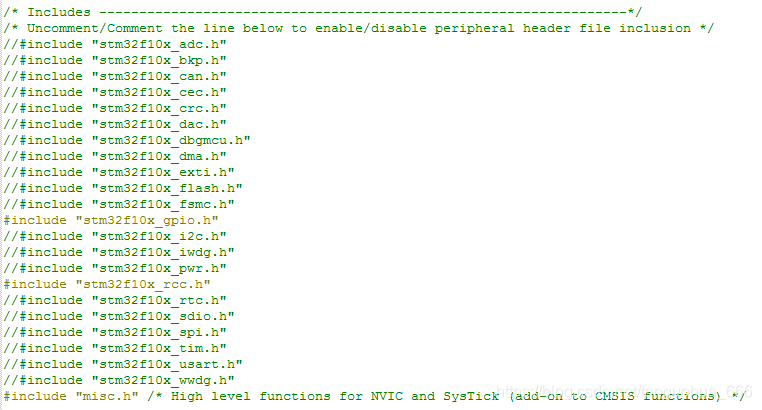 /* Includes ------------------------------------------------------------------*/
/* Uncomment/Comment the line below to enable/disable peripheral header file inclusion */
//#include "stm32f10x_adc.h"
//#include "stm32f10x_bkp.h"
//#include "stm32f10x_can.h"
//#include "stm32f10x_cec.h"
//#include "stm32f10x_crc.h"
//#include "stm32f10x_dac.h"
//#include "stm32f10x_dbgmcu.h"
//#include "stm32f10x_dma.h"
//#include "stm32f10x_exti.h"
//#include "stm32f10x_flash.h"
//#include "stm32f10x_fsmc.h"
#include "stm32f10x_gpio.h"
//#include "stm32f10x_i2c.h"
//#include "stm32f10x_iwdg.h"
//#include "stm32f10x_pwr.h"
#include "stm32f10x_rcc.h"
//#include "stm32f10x_rtc.h"
//#include "stm32f10x_sdio.h"
//#include "stm32f10x_spi.h"
//#include "stm32f10x_tim.h"
//#include "stm32f10x_usart.h"
//#include "stm32f10x_wwdg.h"
#include "misc.h" /* High level functions for NVIC and SysTick (add-on to CMSIS functions) */